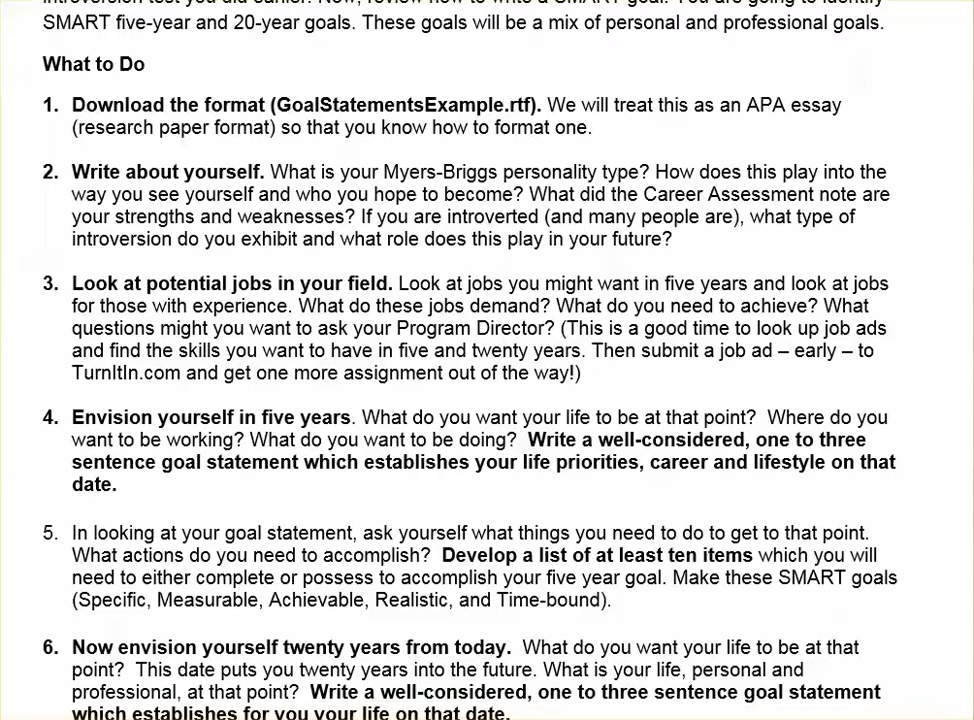 SMART five-year and 20-year goals. These goals will be a mix of personal and professional goals.
What to Do
1. Download the format (GoalStatementsExample.rtf). We will treat this as an APA essay
(research paper format) so that you know how to format one.
2. Write about yourself. What is your Myers-Briggs personality type? How does this play into the
way you see yourself and who you hope to become? What did the Career Assessment note are
your strengths and weaknesses? If you are introverted (and many people are), what type of
introversion do you exhibit and what role does this play in your future?
3. Look at potential jobs in your field. Look at jobs you might want in five years and look at jobs
for those with experience. What do these jobs demand? What do you need to achieve? What
questions might you want to ask your Program Director? (This is a good time to look up job ads
and find the skills you want to have in five and twenty years. Then submit a job ad – early – to
TurnItIn.com and get one more assignment out of the way!)
4. Envision yourself in five years. What do you want your life to be at that point?  Where do you
want to be working? What do you want to be doing?  Write a well-considered, one to three
sentence goal statement which establishes your life priorities, career and lifestyle on that
date.
5. In looking at your goal statement, ask yourself what things you need to do to get to that point.
What actions do you need to accomplish?  Develop a list of at least ten items which you will
need to either complete or possess to accomplish your five year goal. Make these SMART goals
(Specific, Measurable, Achievable, Realistic, and Time-bound).
6. Now envision yourself twenty years from today.  What do you want your life to be at that
point?  This date puts you twenty years into the future. What is your life, personal and
professional, at that point?  Write a well-considered, one to three sentence goal statement
which establishes for you your life on that date.